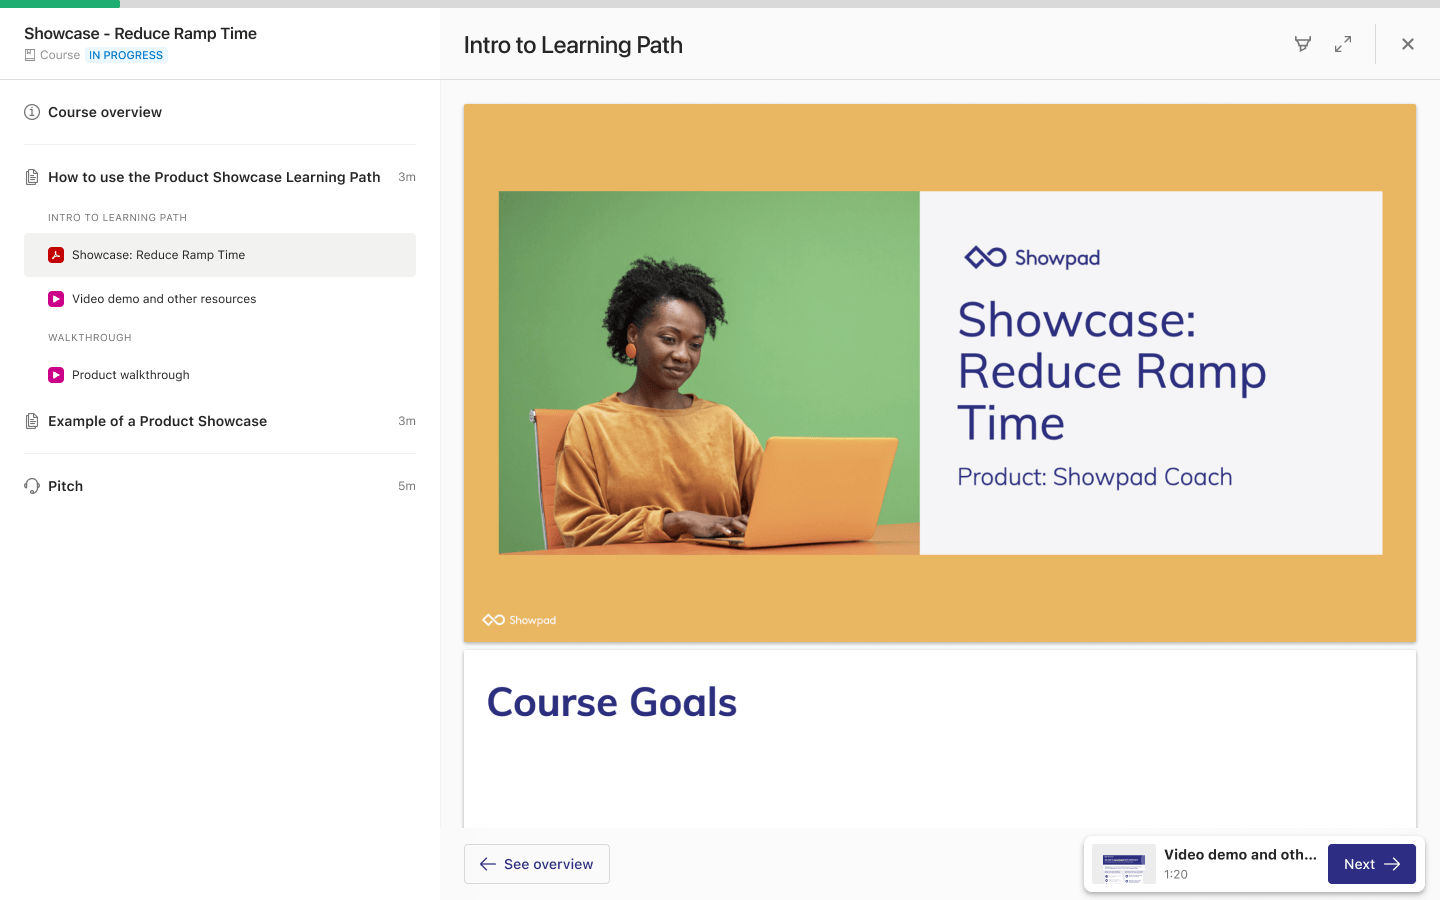 Showcase - Reduce Ramp Time
Course IN PROGRESS
Course overview
How to use the Product Showcase Learning Path 3m
INTRO TO LEARNING PATH
Showcase: Reduce Ramp Time
Video demo and other resources
WALKTHROUGH
Product walkthrough
Example of a Product Showcase 3m
Pitch 5m
Intro to Learning Path
Showpad
Showcase:
Reduce Ramp
Time
Product: Showpad Coach
Showpad
Course Goals
See overview
Video demo and oth...
1:20
Next